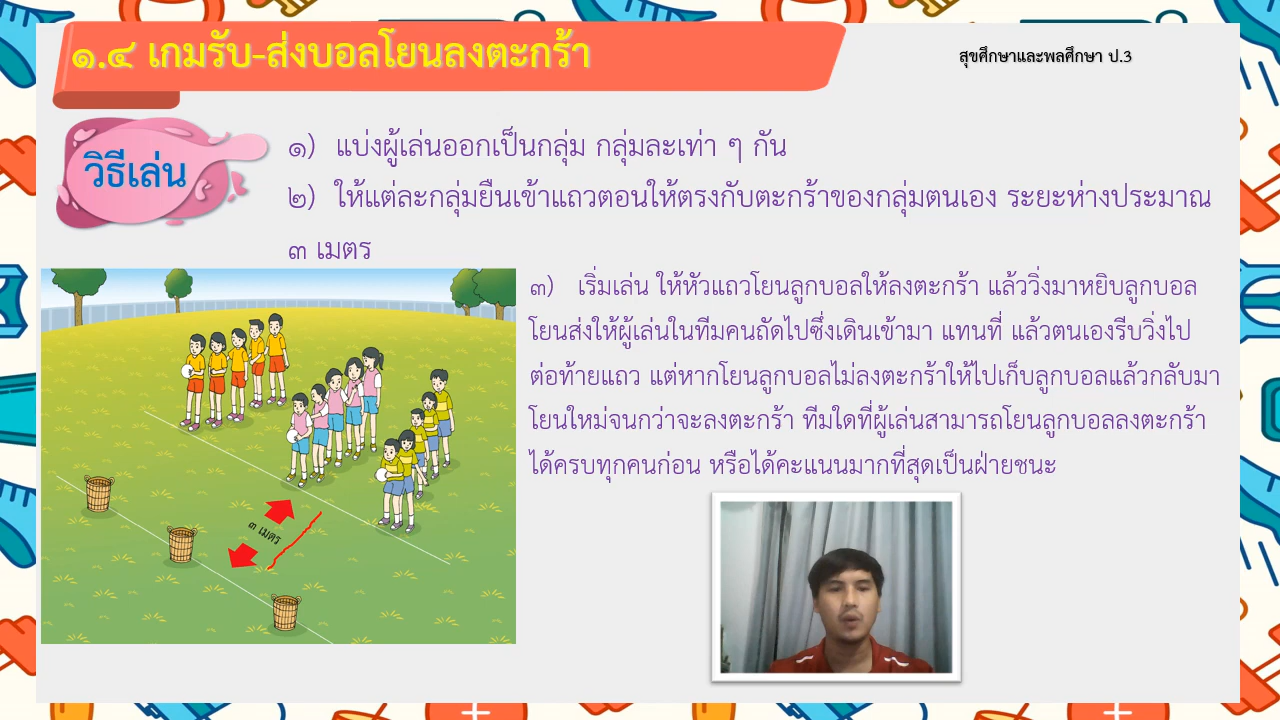 ๑.๔ เกมรับ-ส่งบอลโยนลงตะกร้า
สุขศึกษาและพลศึกษา ป.3
วิธีเล่น
๑) แบ่งผู้เล่นออกเป็นกลุ่ม กลุ่มละเท่า ๆ กัน
๒) ให้แต่ละกลุ่มยืนเข้าแถวตอนให้ตรงกับตะกร้าของกลุ่มตนเอง ระยะห่างประมาณ
๓ เมตร
๓) เริ่มเล่น ให้หัวแถวโยนลูกบอลให้ลงตะกร้า แล้ววิ่งมาหยิบลูกบอล
โยนส่งให้ผู้เล่นในทีมคนถัดไปซึ่งเดินเข้ามา แทนที่ แล้วตนเองรีบวิ่งไป
ต่อท้ายแถว แต่หากโยนลูกบอลไม่ลงตะกร้าให้ไปเก็บลูกบอลแล้วกลับมา
โยนใหม่จนกว่าจะลงตะกร้า ทีมใดที่ผู้เล่นสามารถโยนลูกบอลลงตะกร้า
ได้ครบทุกคนก่อน หรือได้คะแนนมากที่สุดเป็นฝ่ายชนะ
๓ เมตร